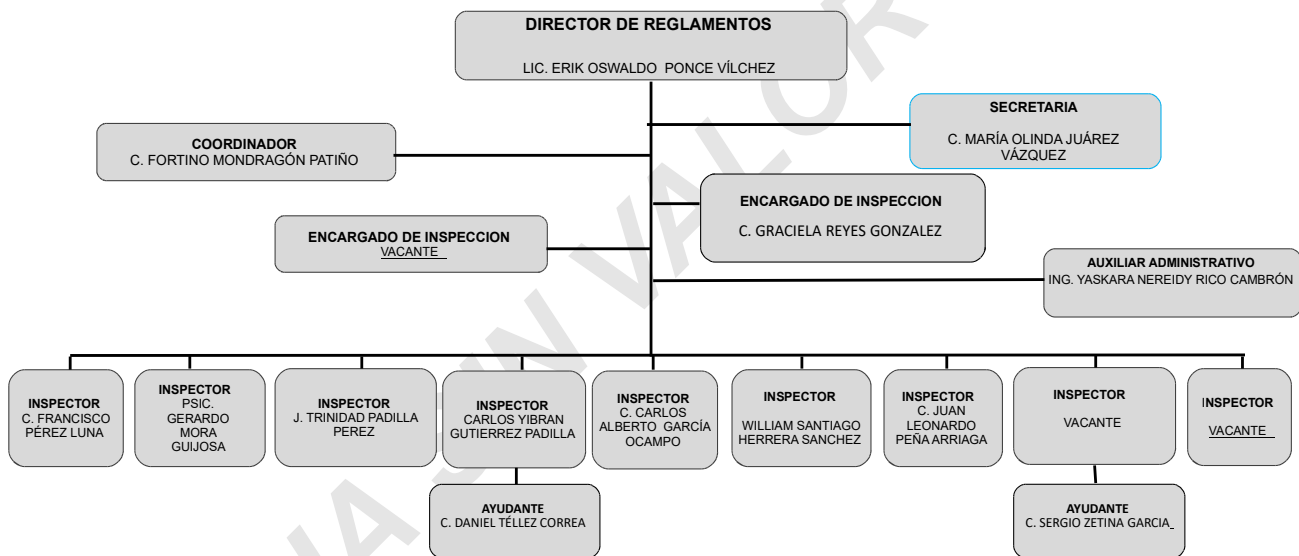 DIRECTOR DE REGLAMENTOS
LIC. ERIK OSWALDO PONCE VÍLCHEZ
SECRETARIA
C. MARÍA OLINDA JUÁREZ
VÁZQUEZ
COORDINADOR
C. FORTINO MONDRAGÓN PATIÑO
ENCARGADO DE INSPECCION
C. GRACIELA REYES GONZALEZ
ENCARGADO DE INSPECCION
VACANTE
AUXILIAR ADMINISTRATIVO
ING. YASKARA NEREIDY RICO CAMBRÓN
INSPECTOR
C. FRANCISCO
PÉREZ LUNA
INSPECTOR
PSIC.
GERARDO
MORA
GUIJOSA
INSPECTOR
J. TRINIDAD PADILLA
PEREZ
INSPECTOR
CARLOS YIBRAN
GUTIERREZ PADILLA
INSPECTOR
C. CARLOS
ALBERTO GARCÍA
OCAMPO
INSPECTOR
WILLIAM SANTIAGO
HERRERA SANCHEZ
INSPECTOR
C. JUAN
LEONARDO
PEÑA ARRIAGA
INSPECTOR
VACANTE
INSPECTOR
VACANTE
AYUDANTE
C. DANIEL TÉLLEZ CORREA
AYUDANTE
C. SERGIO ZETINA GARCIA
SIN VALOR